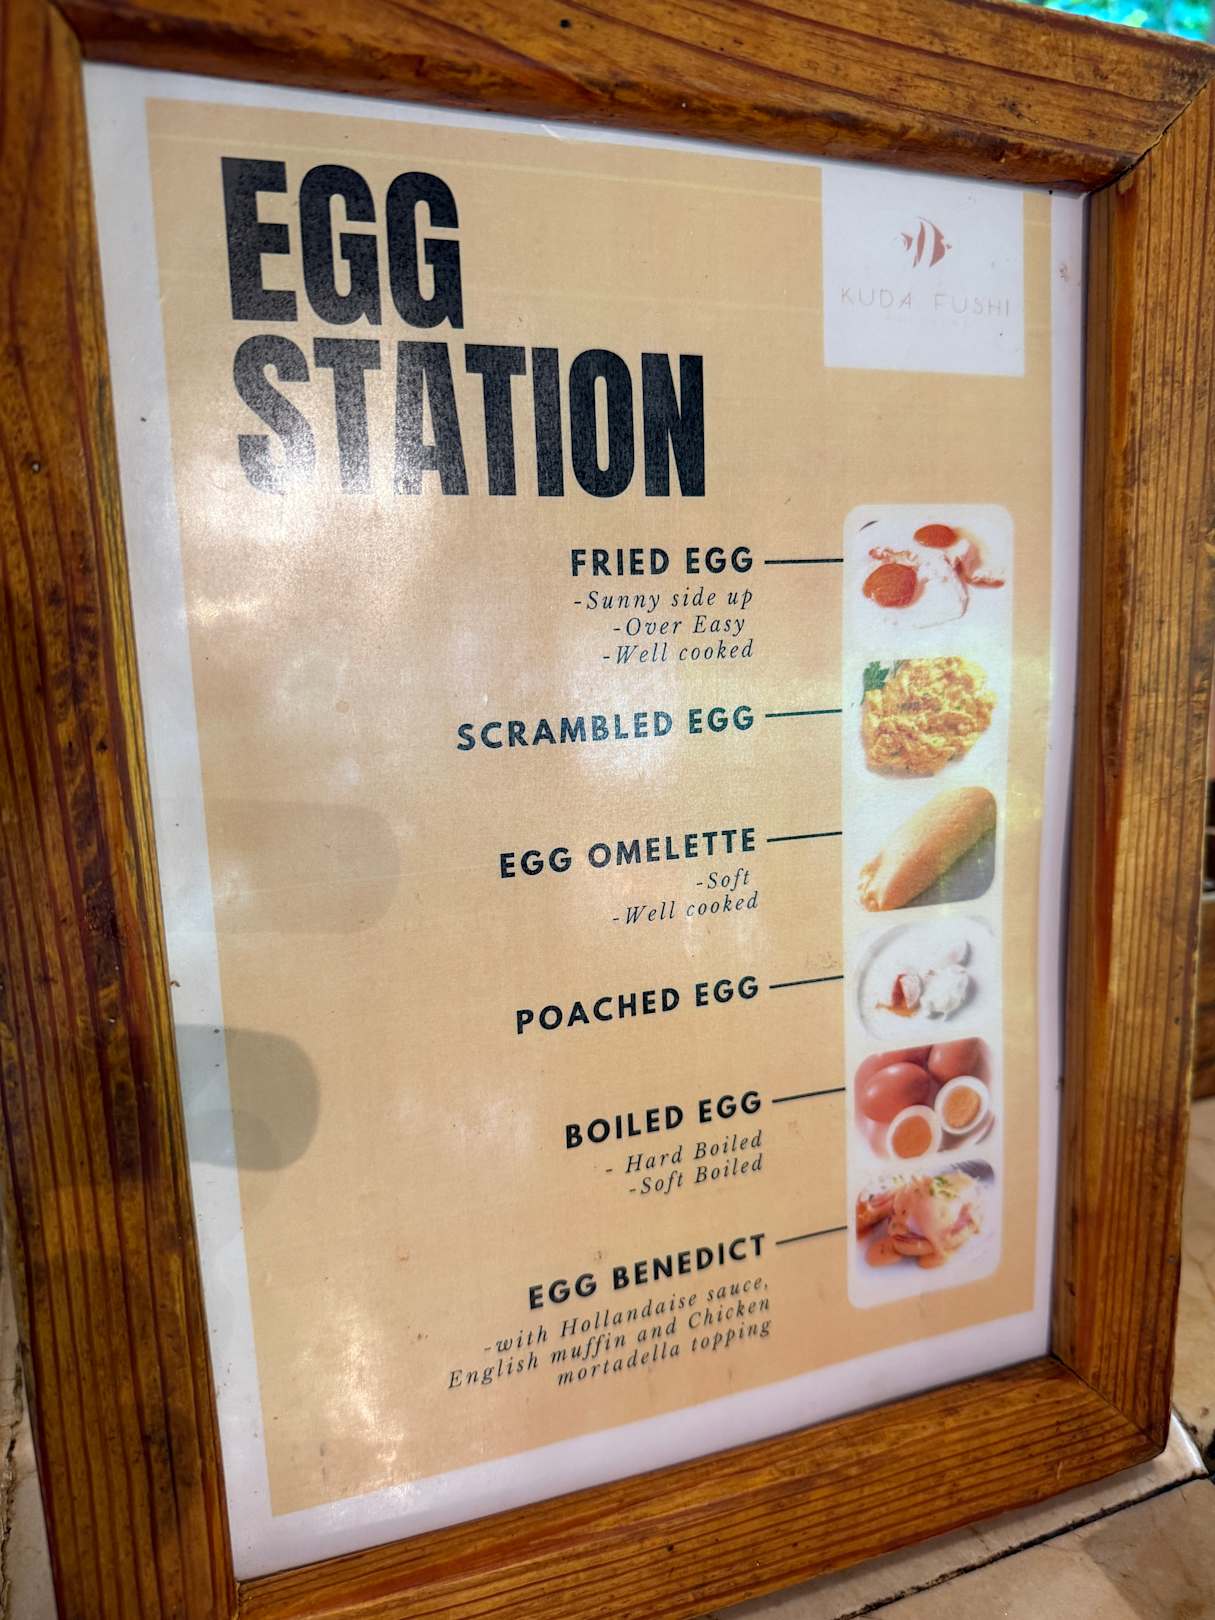 EGG
STATION
KUDA FUSHI
FRIED EGG
-Sunny side up
-Over Easy
-Well cooked
SCRAMBLED EGG
EGG OMELETTE
-Soft
-Well cooked
POACHED EGG
BOILED EGG
- Hard Boiled
-Soft Boiled
EGG BENEDICT
-with Hollandaise sauce,
English muffin and Chicken
mortadella topping